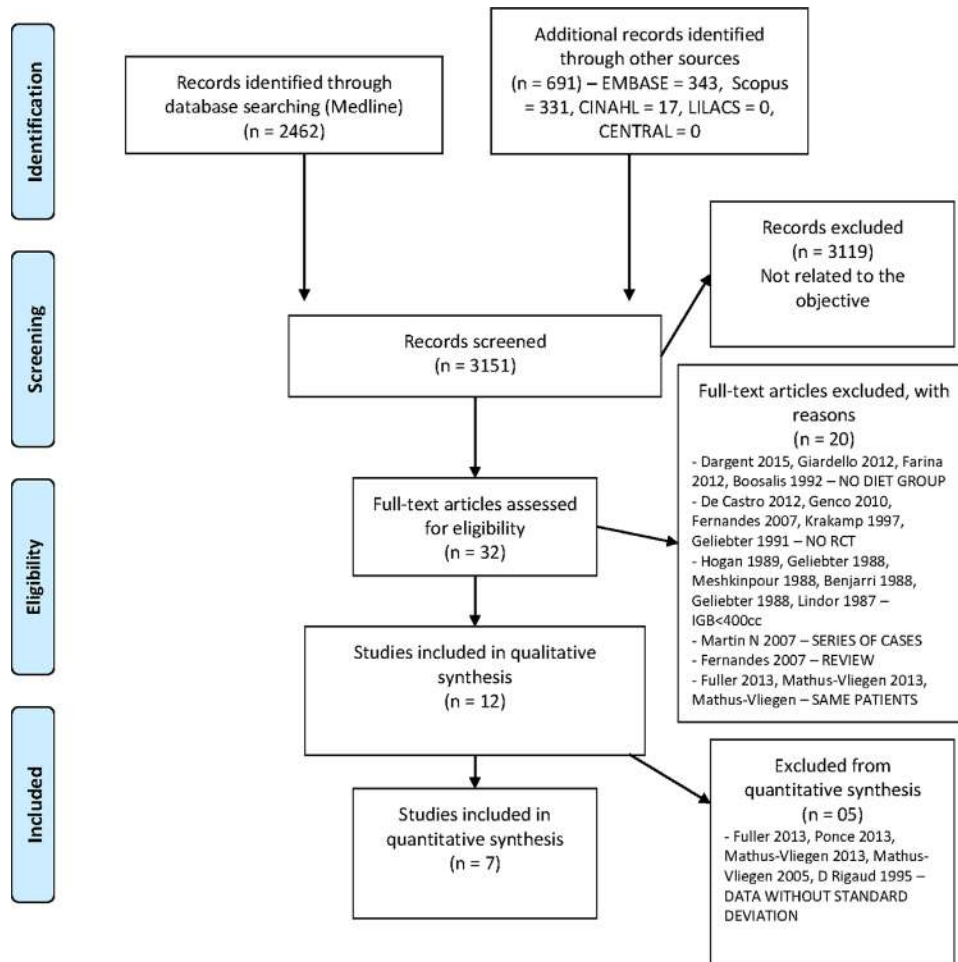 Identification
Records identified through
database searching (Medline)
(n = 2462)
Additional records identified
through other sources
(n = 691) – EMBASE = 343, Scopus
= 331, CINAHL = 17, LILACS = 0,
CENTRAL = 0
Screening
Records screened
(n = 3151)
Records excluded
(n = 3119)
Not related to the
objective
Eligibility
Full-text articles assessed
for eligibility
(n = 32)
Full-text articles excluded, with
reasons
(n = 20)
- Dargent 2015, Giardello 2012, Farina
2012, Boosalis 1992 – NO DIET GROUP
- De Castro 2012, Genco 2010,
Fernandes 2007, Krakamp 1997,
Geliebter 1991 – NO RCT
- Hogan 1989, Geliebter 1988,
Meshkinpour 1988, Benjarri 1988,
Geliebter 1988, Lindor 1987 –
IGB<400cc
- Martin N 2007 – SERIES OF CASES
- Fernandes 2007 – REVIEW
- Fuller 2013, Mathus-Vliegen 2013,
Mathus-Vliegen – SAME PATIENTS
Studies included in qualitative
synthesis
(n = 12)
Included
Studies included in
quantitative synthesis
(n = 7)
Excluded from
quantitative synthesis
(n = 05)
- Fuller 2013, Ponce 2013,
Mathus-Vliegen 2013, Mathus-
Vliegen 2005, D Rigaud 1995 –
DATA WITHOUT STANDARD
DEVIATION